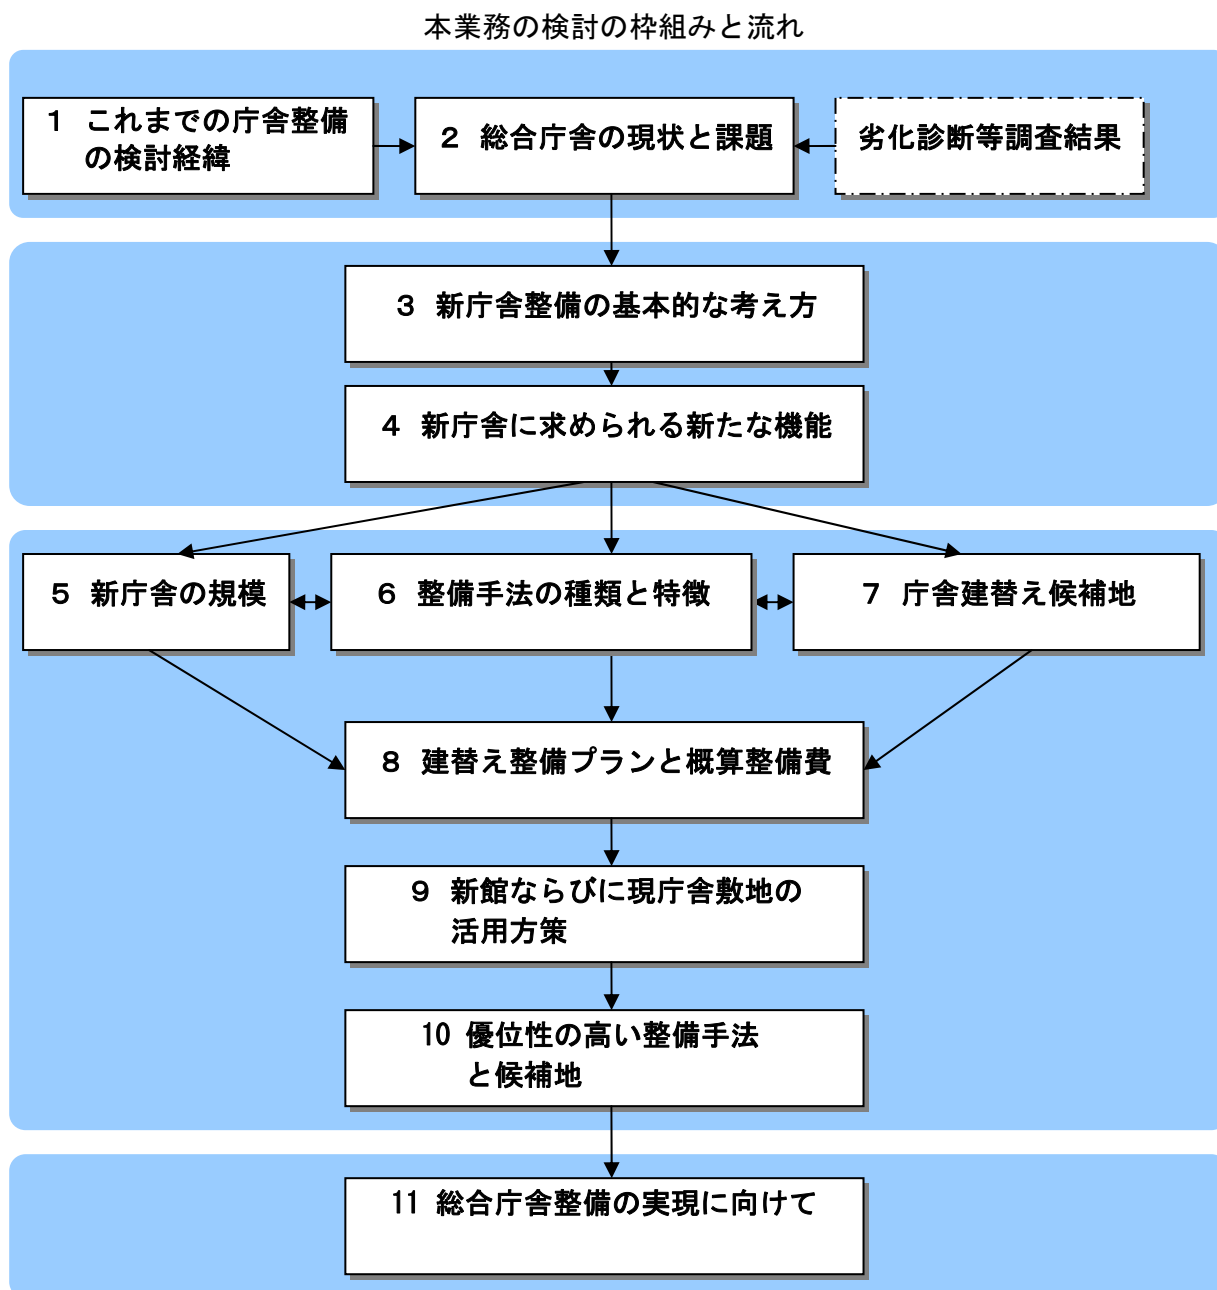 本業務の検討の枠組みと流れ
1 これまでの庁舎整備
の検討経緯
2 総合庁舎の現状と課題
劣化診断等調査結果
3 新庁舎整備の基本的な考え方
4 新庁舎に求められる新たな機能
5 新庁舎の規模
6 整備手法の種類と特徴
7 庁舎建替え候補地
8 建替え整備プランと概算整備費
9 新館ならびに現庁舎敷地の
活用方策
10 優位性の高い整備手法
と候補地
11 総合庁舎整備の実現に向けて